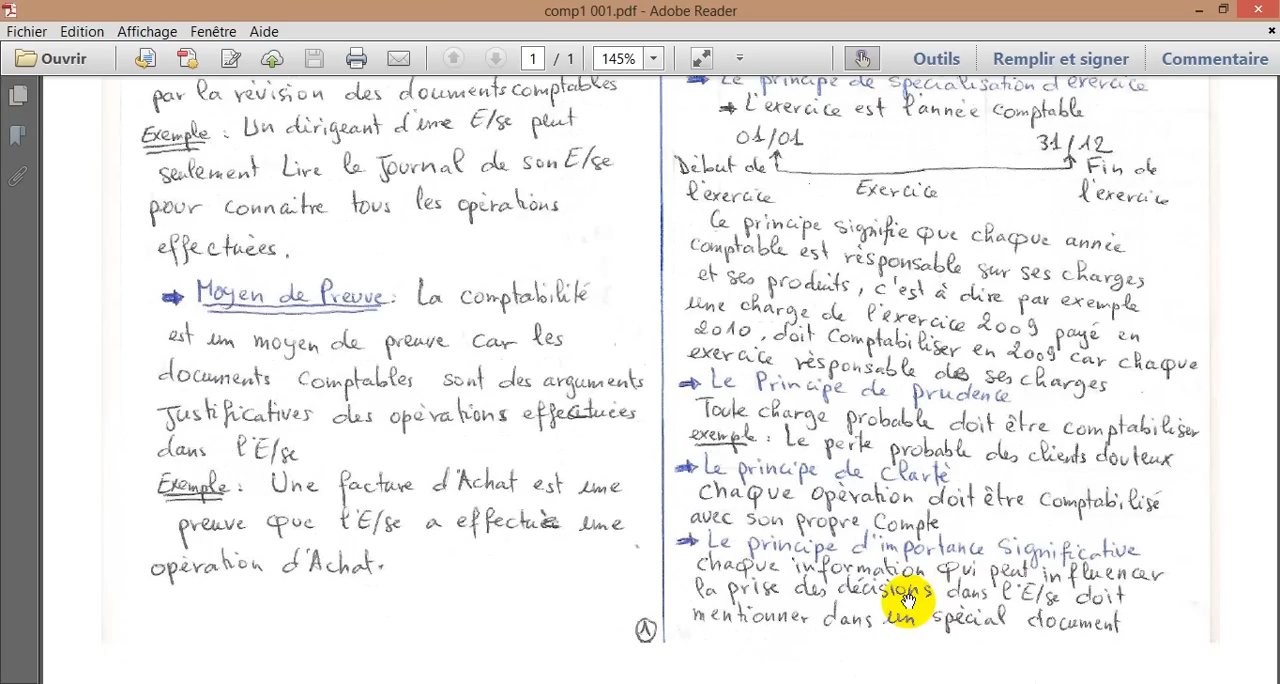 comp1 001.pdf - Adobe Reader
Fichier Edition Affichage Fenêtre Aide
Ouvrir 1 / 1 145% Outils Remplir et signer Commentaire
par la révision des documents comptables
Exemple : Un dirigeant d'une E/se peut
seulement Lire le Journal de son E/se
pour connaitre tous les opérations
effectuées.
→ Moyen de Preuve : La comptabilité
est un moyen de preuve car les
documents Comptables sont des arguments
Justificatives des opérations effectuées
dans l'E/se
Exemple : Une facture d'Achat est une
preuve que l'E/se a effectué une
opération d'Achat.
1
→ Le principe de Spécialisation d'exercice
→ L'exercice est l'année comptable
01/01 31/12
Début de Fin de
l'exercice Exercice l'exercice
Ce principe signifie que chaque année
comptable est résponsable sur ses charges
et ses produits, c'est à dire par exemple
une charge de l'exercice 2009 payé en
2010, doit comptabiliser en 2009 car chaque
exercice résponsable des ses charges
→ Le Principe de prudence
Toute charge probable doit être comptabiliser
exemple : Le perte probable des clients douteux
→ Le principe de Clarté
Chaque opération doit être comptabilisé
avec son propre Compte
→ Le principe d'importance Significative
chaque information qui peut influencer
la prise des décisions dans l'E/se doit
mentionner dans un spécial document